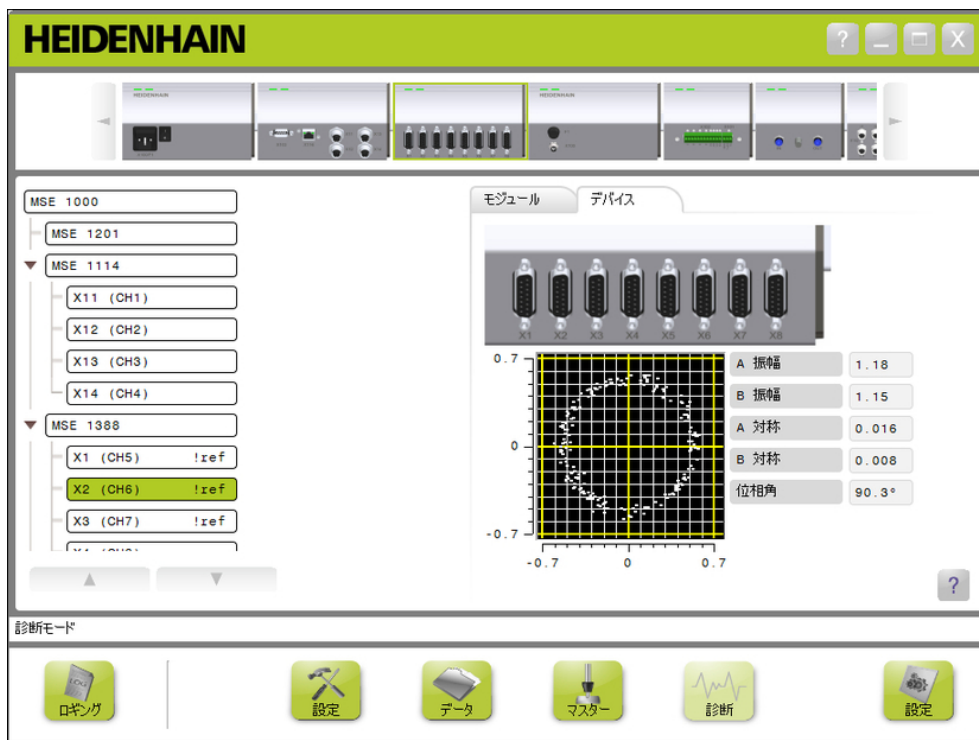 HEIDENHAIN
?
X
HEIDENHAIN
HEIDENHAIN
モジュール
デバイス
MSE 1000
MSE 1201
MSE 1114
X11 (CH1)
X12 (CH2)
X13 (CH3)
X14 (CH4)
MSE 1388
X1 (CH5) !ref
X2 (CH6) !ref
X3 (CH7) !ref
X1 X2 X3 X4 X5 X6 X7 X8
0.7
0
-0.7
-0.7 0 0.7
A 振幅 1.18
B 振幅 1.15
A 対称 0.016
B 対称 0.008
位相角 90.3°
?
診断モード
ロギング
設定
データ
マスター
診断
設定